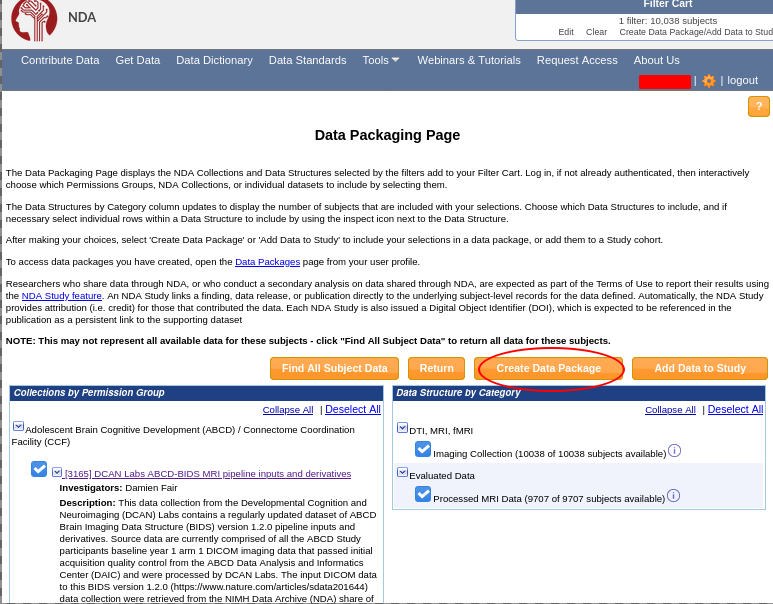 NDA
Filter Cart
1 filter: 10,038 subjects
Edit Clear Create Data Package/Add Data to Stud
Contribute Data Get Data Data Dictionary Data Standards Tools Webinars & Tutorials Request Access About Us
| | logout
?
Data Packaging Page
The Data Packaging Page displays the NDA Collections and Data Structures selected by the filters add to your Filter Cart. Log in, if not already authenticated, then interactively
choose which Permissions Groups, NDA Collections, or individual datasets to include by selecting them.
The Data Structures by Category column updates to display the number of subjects that are included with your selections. Choose which Data Structures to include, and if
necessary select individual rows within a Data Structure to include by using the inspect icon next to the Data Structure.
After making your choices, select 'Create Data Package' or 'Add Data to Study' to include your selections in a data package, or add them to a Study cohort.
To access data packages you have created, open the Data Packages page from your user profile.
Researchers who share data through NDA, or who conduct a secondary analysis on data shared through NDA, are expected as part of the Terms of Use to report their results using
the NDA Study feature. An NDA Study links a finding, data release, or publication directly to the underlying subject-level records for the data defined. Automatically, the NDA Study
provides attribution (i.e. credit) for those that contributed the data. Each NDA Study is also issued a Digital Object Identifier (DOI), which is expected to be referenced in the
publication as a persistent link to the supporting dataset
NOTE: This may not represent all available data for these subjects - click "Find All Subject Data" to return all data for these subjects.
Find All Subject Data Return Create Data Package Add Data to Study
Collections by Permission Group
Collapse All | Deselect All
Adolescent Brain Cognitive Development (ABCD) / Connectome Coordination
Facility (CCF)
[3165] DCAN Labs ABCD-BIDS MRI pipeline inputs and derivatives
Investigators: Damien Fair
Description: This data collection from the Developmental Cognition and
Neuroimaging (DCAN) Labs contains a regularly updated dataset of ABCD
Brain Imaging Data Structure (BIDS) version 1.2.0 pipeline inputs and
derivatives. Source data are currently comprised of all the ABCD Study
participants baseline year 1 arm 1 DICOM imaging data that passed initial
acquisition quality control from the ABCD Data Analysis and Informatics
Center (DAIC) and were processed by DCAN Labs. The input DICOM data
to this BIDS version 1.2.0 (https://www.nature.com/articles/sdata201644)
data collection were retrieved from the NIMH Data Archive (NDA) share of
Data Structure by Category
Collapse All | Deselect All
DTI, MRI, fMRI
Imaging Collection (10038 of 10038 subjects available) i
Evaluated Data
Processed MRI Data (9707 of 9707 subjects available) i